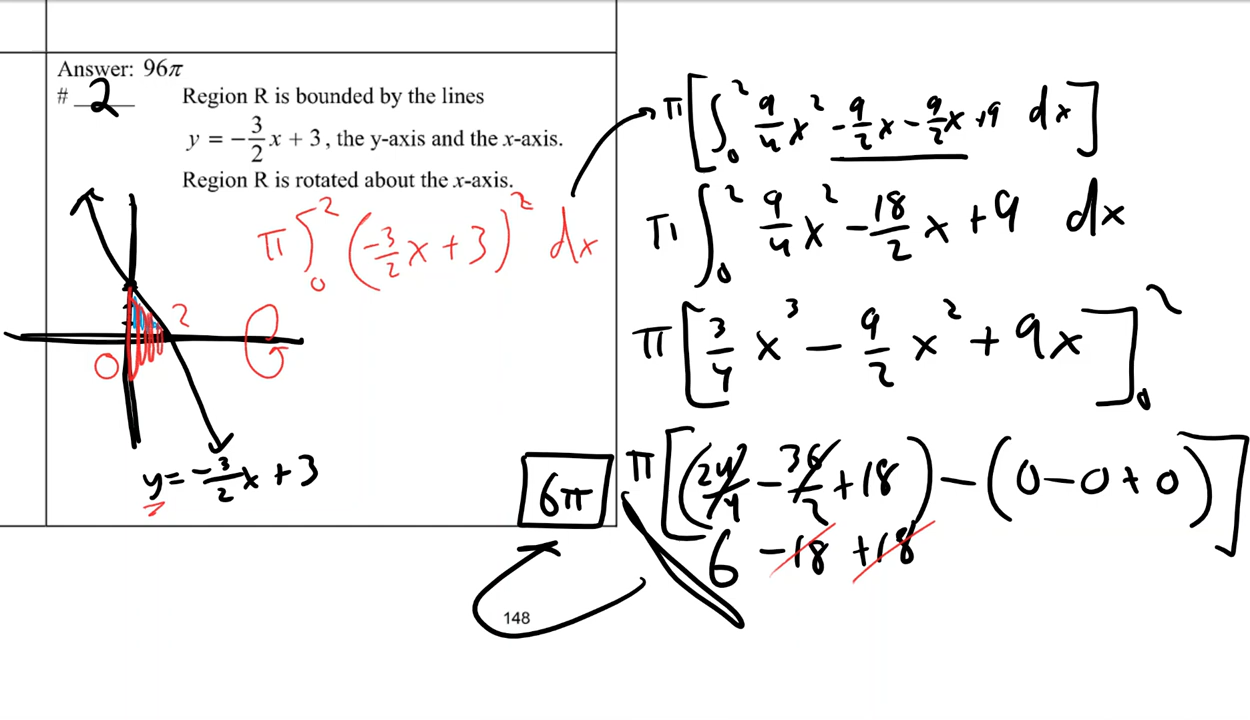 Answer: 96π
# 2
Region R is bounded by the lines
y = -3/2 x + 3, the y-axis and the x-axis.
Region R is rotated about the x-axis.
π ∫₀² (-3/2 x + 3)² dx
2
0
y = -3/2 x + 3
π [ ∫₀² 9/4 x² - 9/2 x - 9/2 x + 9 dx ]
π ∫₀² 9/4 x² - 18/2 x + 9 dx
π [ 3/4 x³ - 9/2 x² + 9x ]₀²
π [ (24/4 - 36/2 + 18) - (0 - 0 + 0) ]
6 - 18 + 18
6π
148